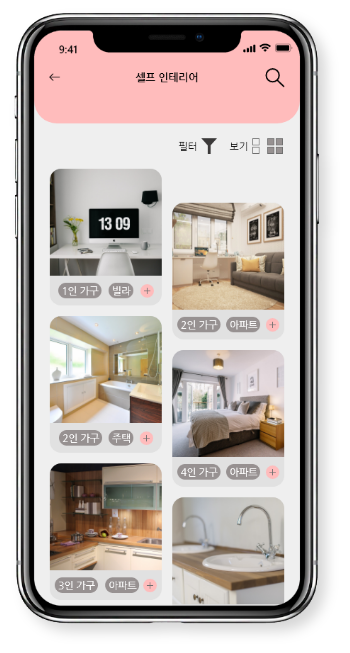 9:41
셀프 인테리어
필터 보기
13 09
1인 가구 빌라 +
2인 가구 아파트 +
2인 가구 주택 +
4인 가구 아파트 +
3인 가구 아파트 +